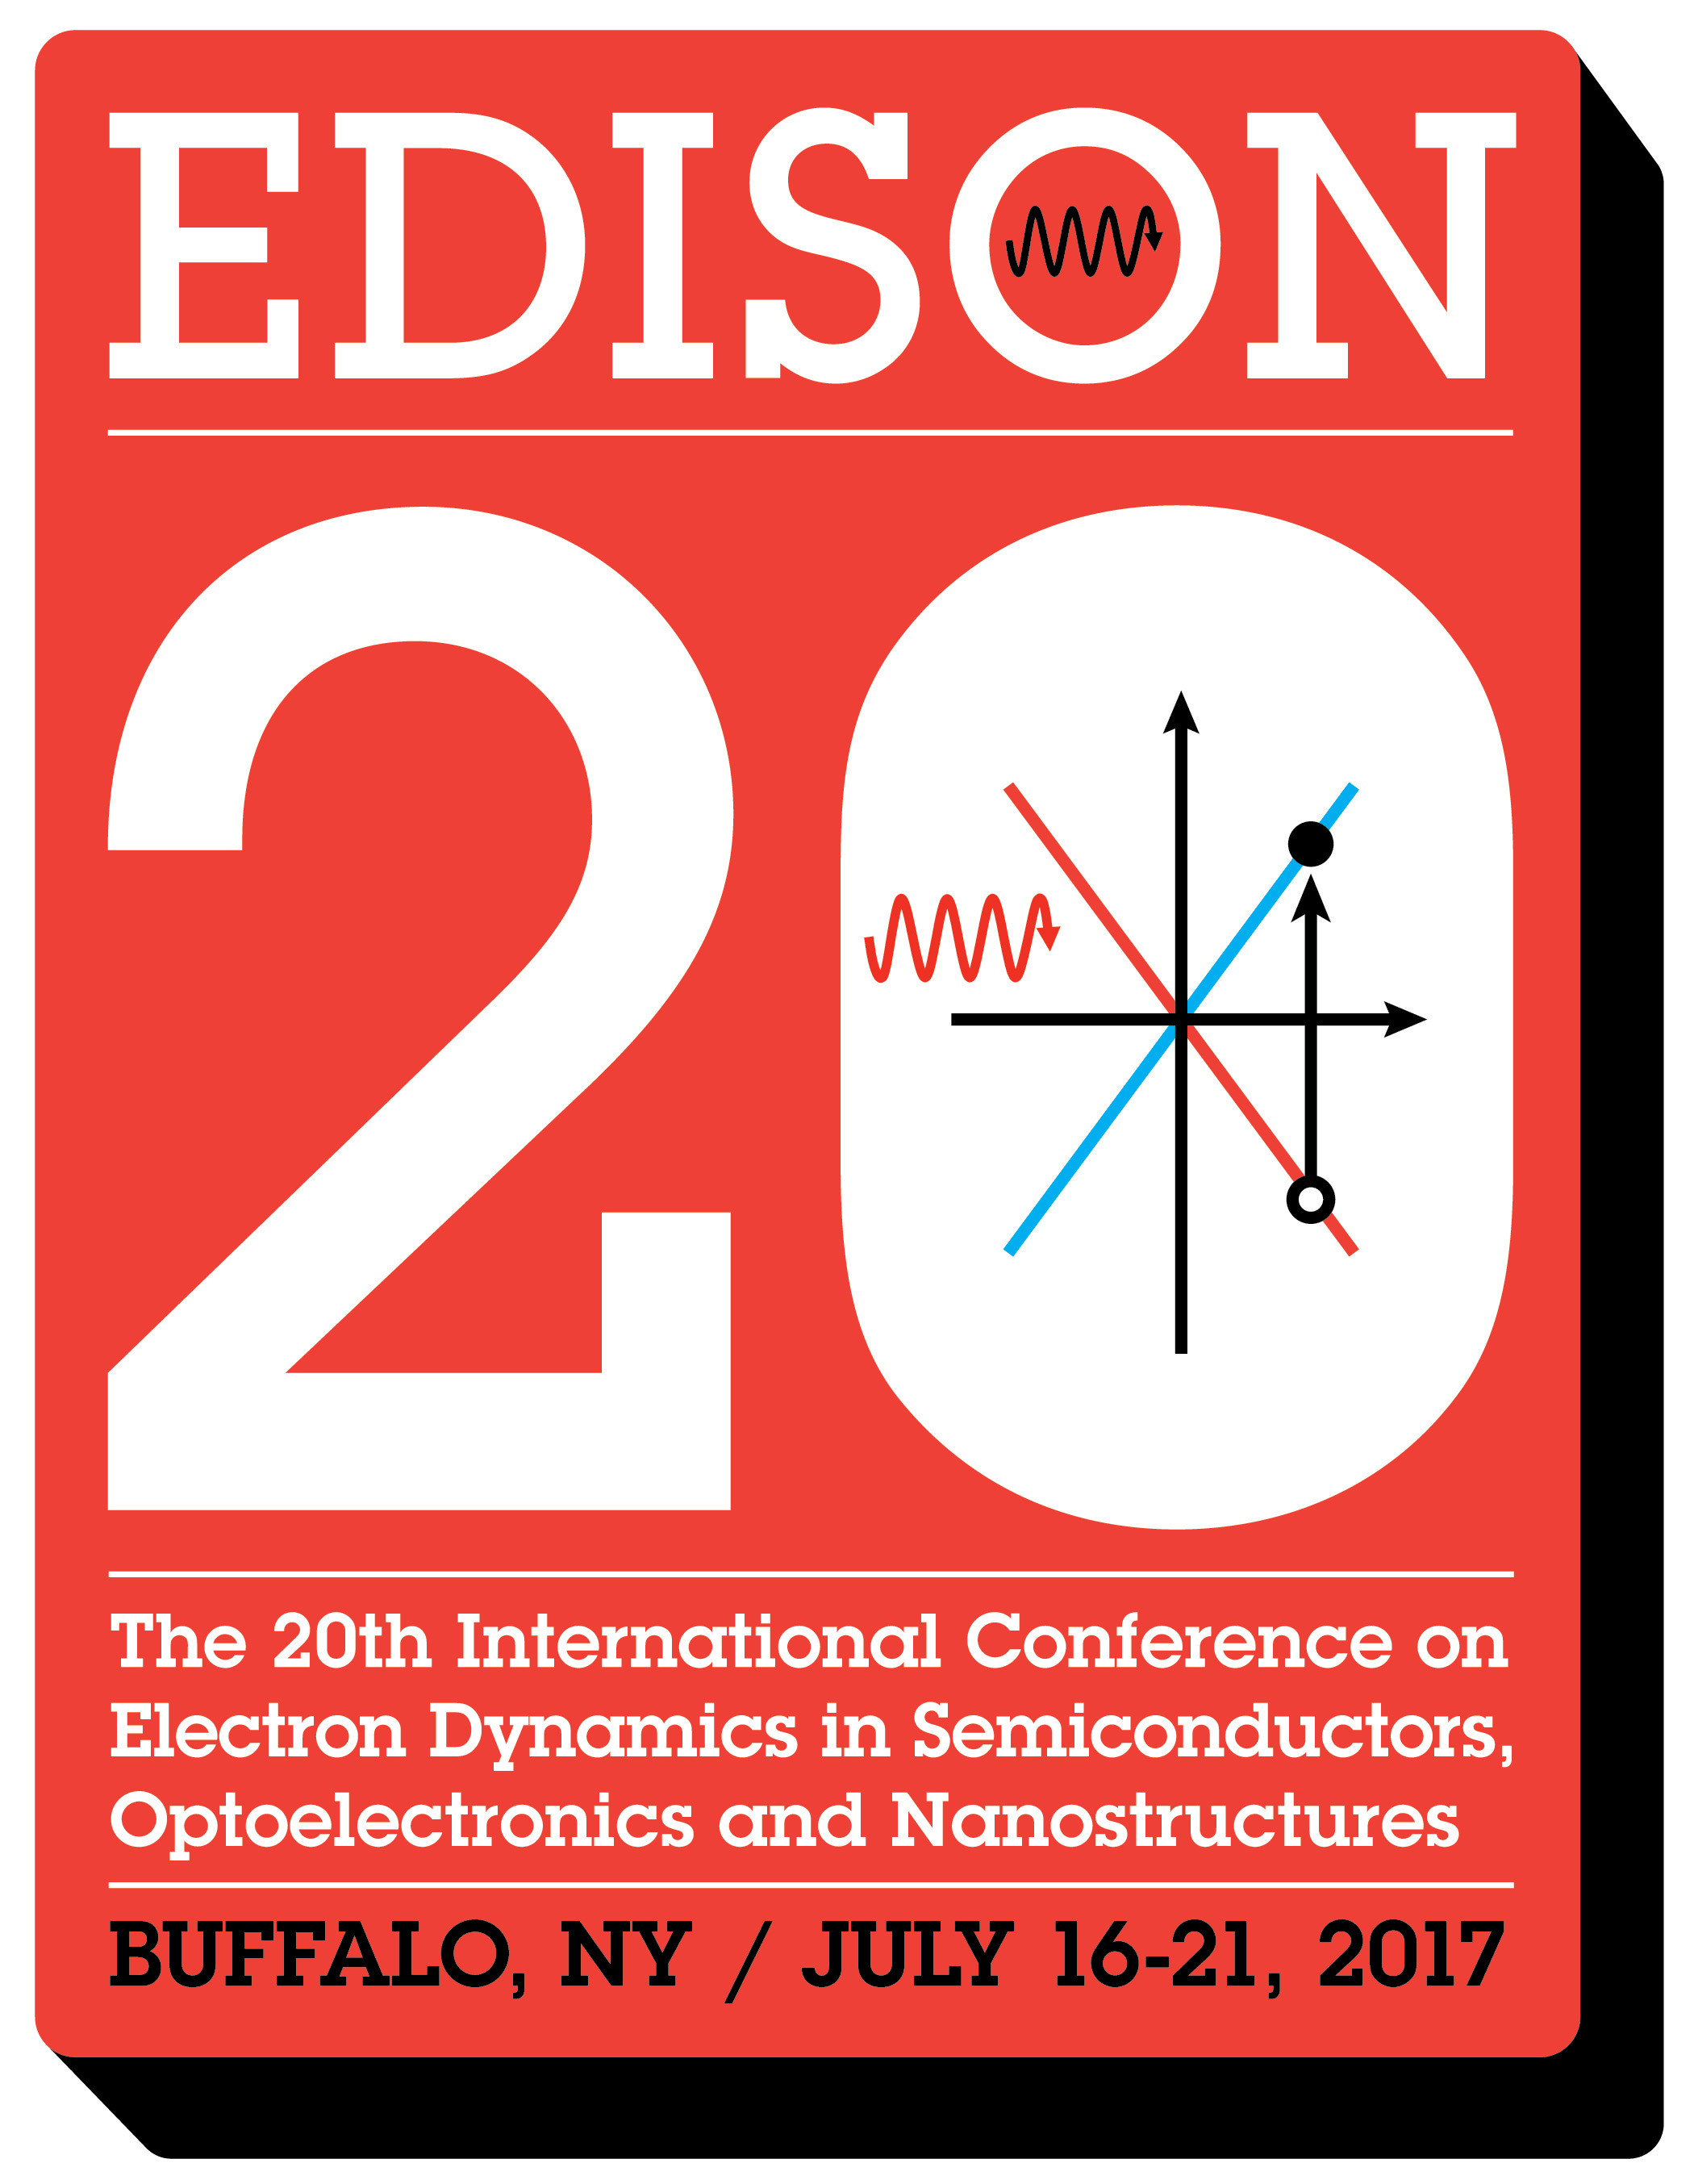 EDISON
20
The 20th International Conference on
Electron Dynamics in Semiconductors,
Optoelectronics and Nanostructures
BUFFALO, NY / JULY 16-21, 2017